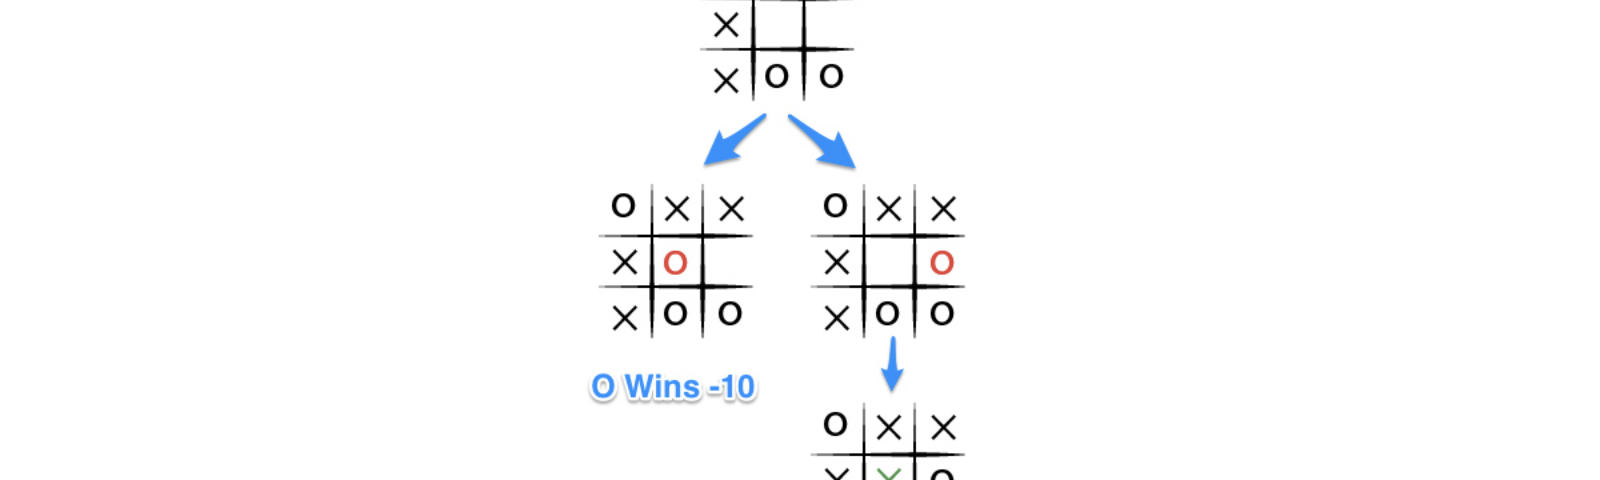 X
X O O
O X X O X X
X O X O
X O O X O O
O Wins -10
O X X
X X O